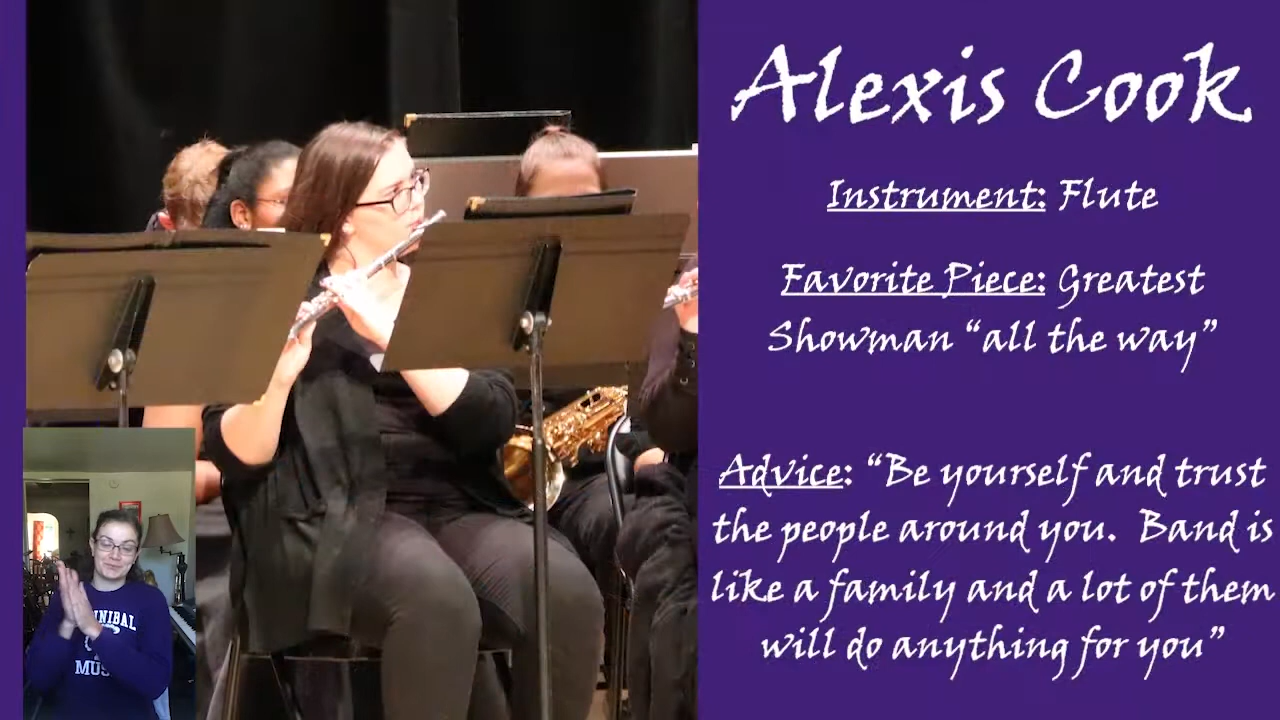 Alexis Cook
Instrument: Flute
Favorite Piece: Greatest
Showman “all the way”
Advice: “Be yourself and trust
the people around you. Band is
like a family and a lot of them
will do anything for you”
NIBAL